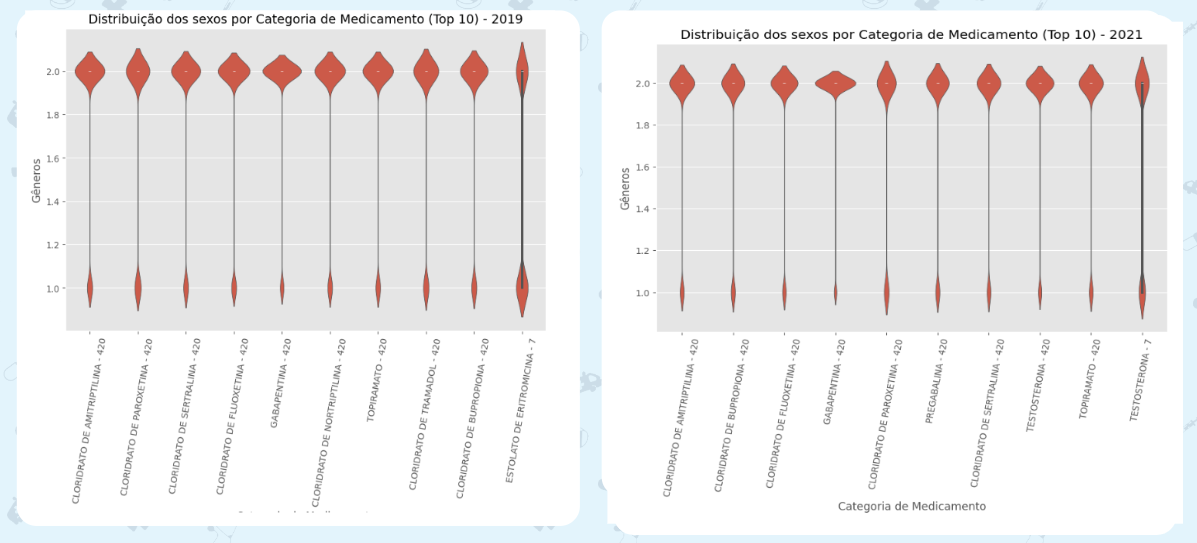 Distribuição dos sexos por Categoria de Medicamento (Top 10) - 2019
Gêneros
2.0
1.8
1.6
1.4
1.2
1.0
CLORIDRATO DE AMITRIPTILINA - 420
CLORIDRATO DE PAROXETINA - 420
CLORIDRATO DE SERTRALINA - 420
CLORIDRATO DE FLUOXETINA - 420
GABAPENTINA - 420
CLORIDRATO DE NORTRIPTILINA - 420
TOPIRAMATO - 420
CLORIDRATO DE TRAMADOL - 420
CLORIDRATO DE BUPROPIONA - 420
ESTOLATO DE ERITROMICINA - 7
Distribuição dos sexos por Categoria de Medicamento (Top 10) - 2021
Gêneros
2.0
1.8
1.6
1.4
1.2
1.0
CLORIDRATO DE AMITRIPTILINA - 420
CLORIDRATO DE BUPROPIONA - 420
CLORIDRATO DE FLUOXETINA - 420
GABAPENTINA - 420
CLORIDRATO DE PAROXETINA - 420
PREGABALINA - 420
CLORIDRATO DE SERTRALINA - 420
TESTOSTERONA - 420
TOPIRAMATO - 420
TESTOSTERONA - 7
Categoria de Medicamento